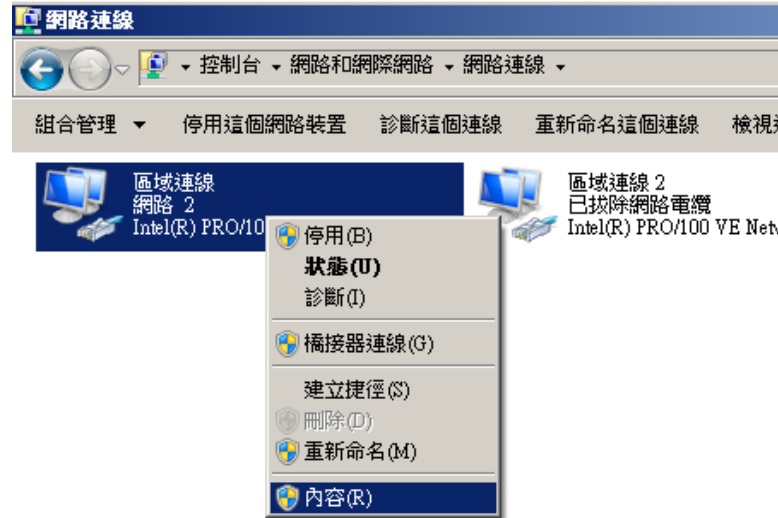 網路連線
控制台 網路和網際網路 網路連線
組合管理 停用這個網路裝置 診斷這個連線 重新命名這個連線 檢視
區域連線
網路 2
Intel(R) PRO/10
區域連線 2
已拔除網路電纜
Intel(R) PRO/100 VE Netw
停用(B)
狀態(U)
診斷(I)
橋接器連線(G)
建立捷徑(S)
刪除(D)
重新命名(M)
內容(R)